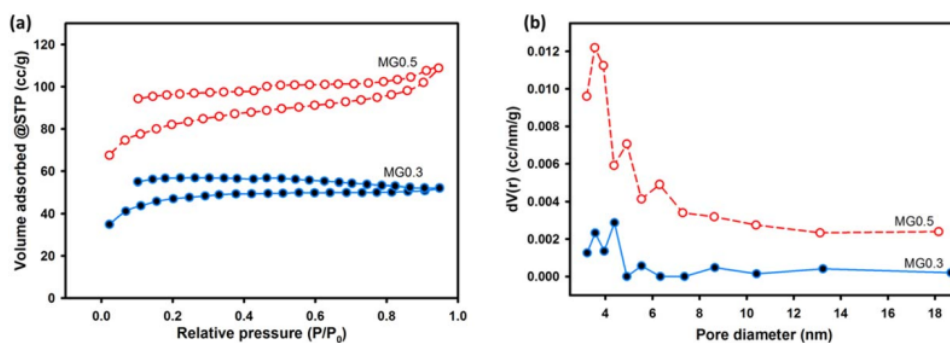 (a)
Volume adsorbed @STP (cc/g)
120
100
80
60
40
20
0
MG0.5
MG0.3
0.0 0.2 0.4 0.6 0.8 1.0
Relative pressure (P/P0)
(b)
dV(r) (cc/nm/g)
0.012
0.010
0.008
0.006
0.004
0.002
0.000
MG0.5
MG0.3
4 6 8 10 12 14 16 18
Pore diameter (nm)